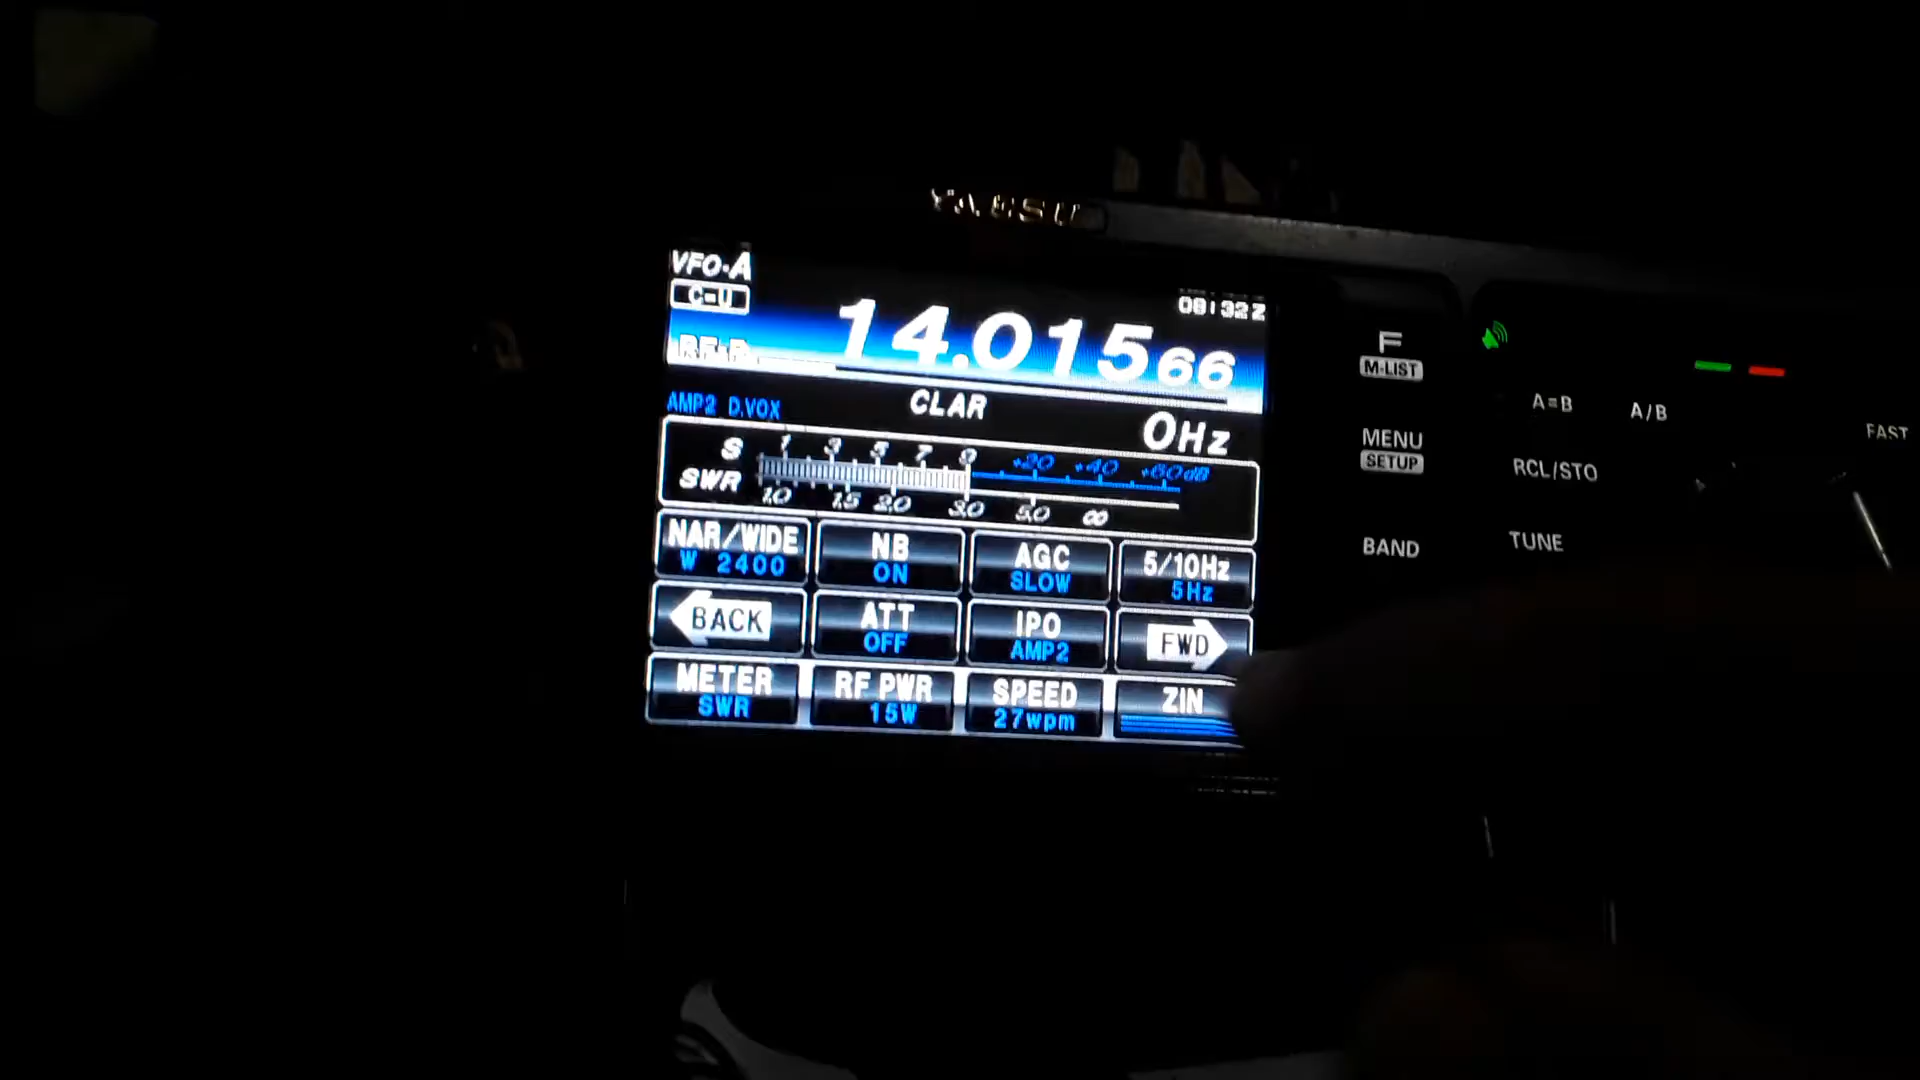 YAESU
VFO-A
C-U
08:32Z
14.015 66
AMP2 D.VOX
CLAR
0Hz
S 1 3 5 7 9 +20 +40 +60dB
SWR 1.0 1.5 2.0 3.0 5.0 ∞
NAR/WIDE
W 2400
NB
ON
AGC
SLOW
5/10Hz
5Hz
BACK
ATT
OFF
IPO
AMP2
FWD
METER
SWR
RF PWR
15W
SPEED
27wpm
ZIN
F
M-LIST
MENU
SETUP
BAND
A=B
A/B
RCL/STO
TUNE
FAST